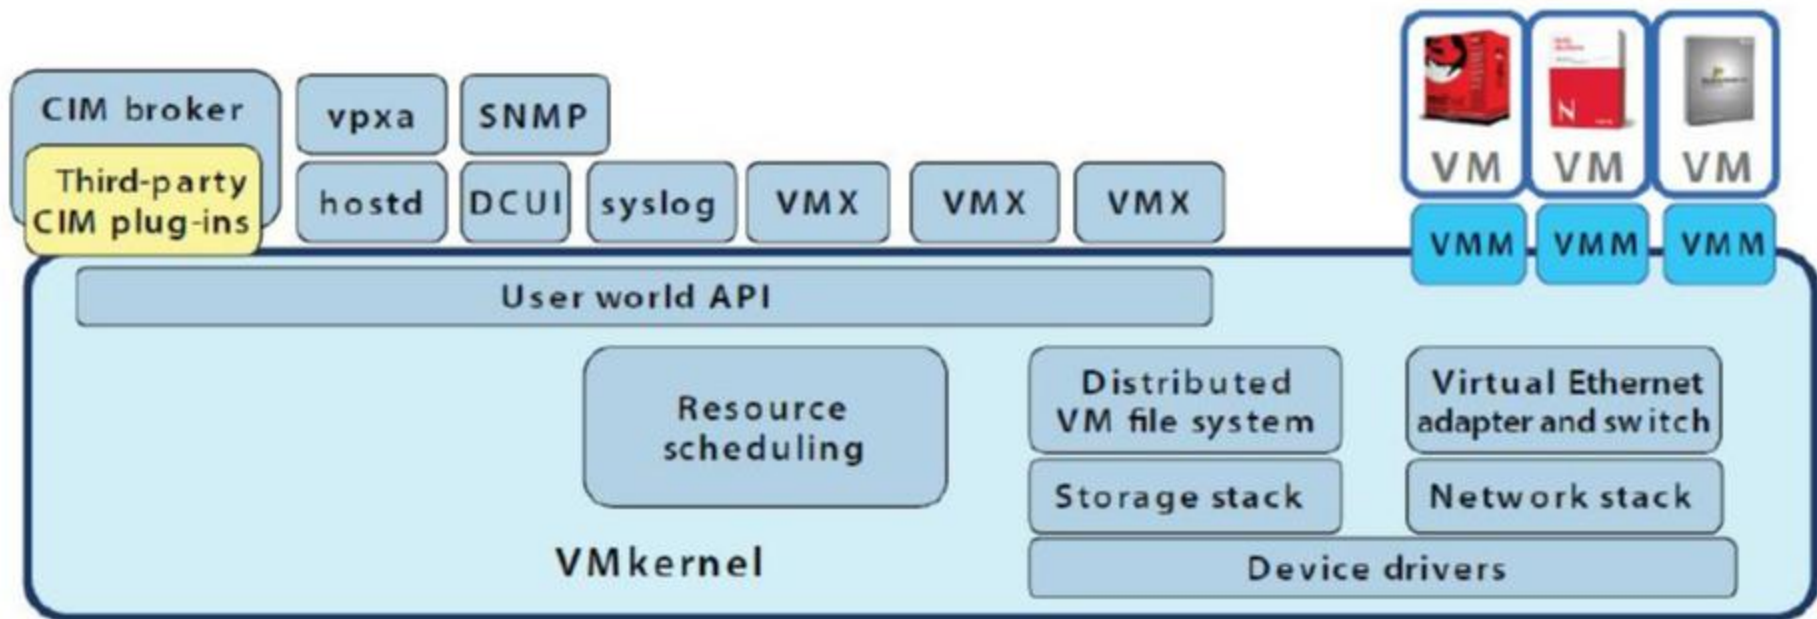 CIM broker
Third-party
CIM plug-ins
vpxa
SNMP
hostd
DCUI
syslog
VMX
VMX
VMX
N
VM
VM
VM
VMM
VMM
VMM
User world API
Resource
scheduling
Distributed
VM file system
Virtual Ethernet
adapter and switch
Storage stack
Network stack
VMkernel
Device drivers